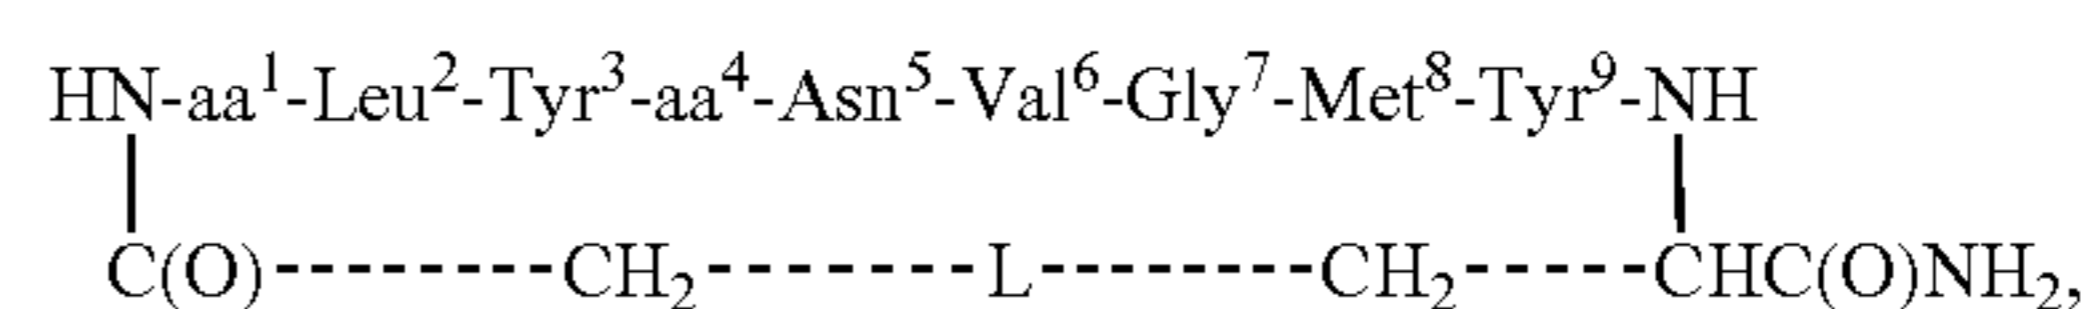 HN-aa¹-Leu²-Tyr³-aa⁴-Asn⁵-Val⁶-Gly⁷-Met⁸-Tyr⁹-NH
C(O)---------CH₂--------L--------CH₂-----CHC(O)NH₂,